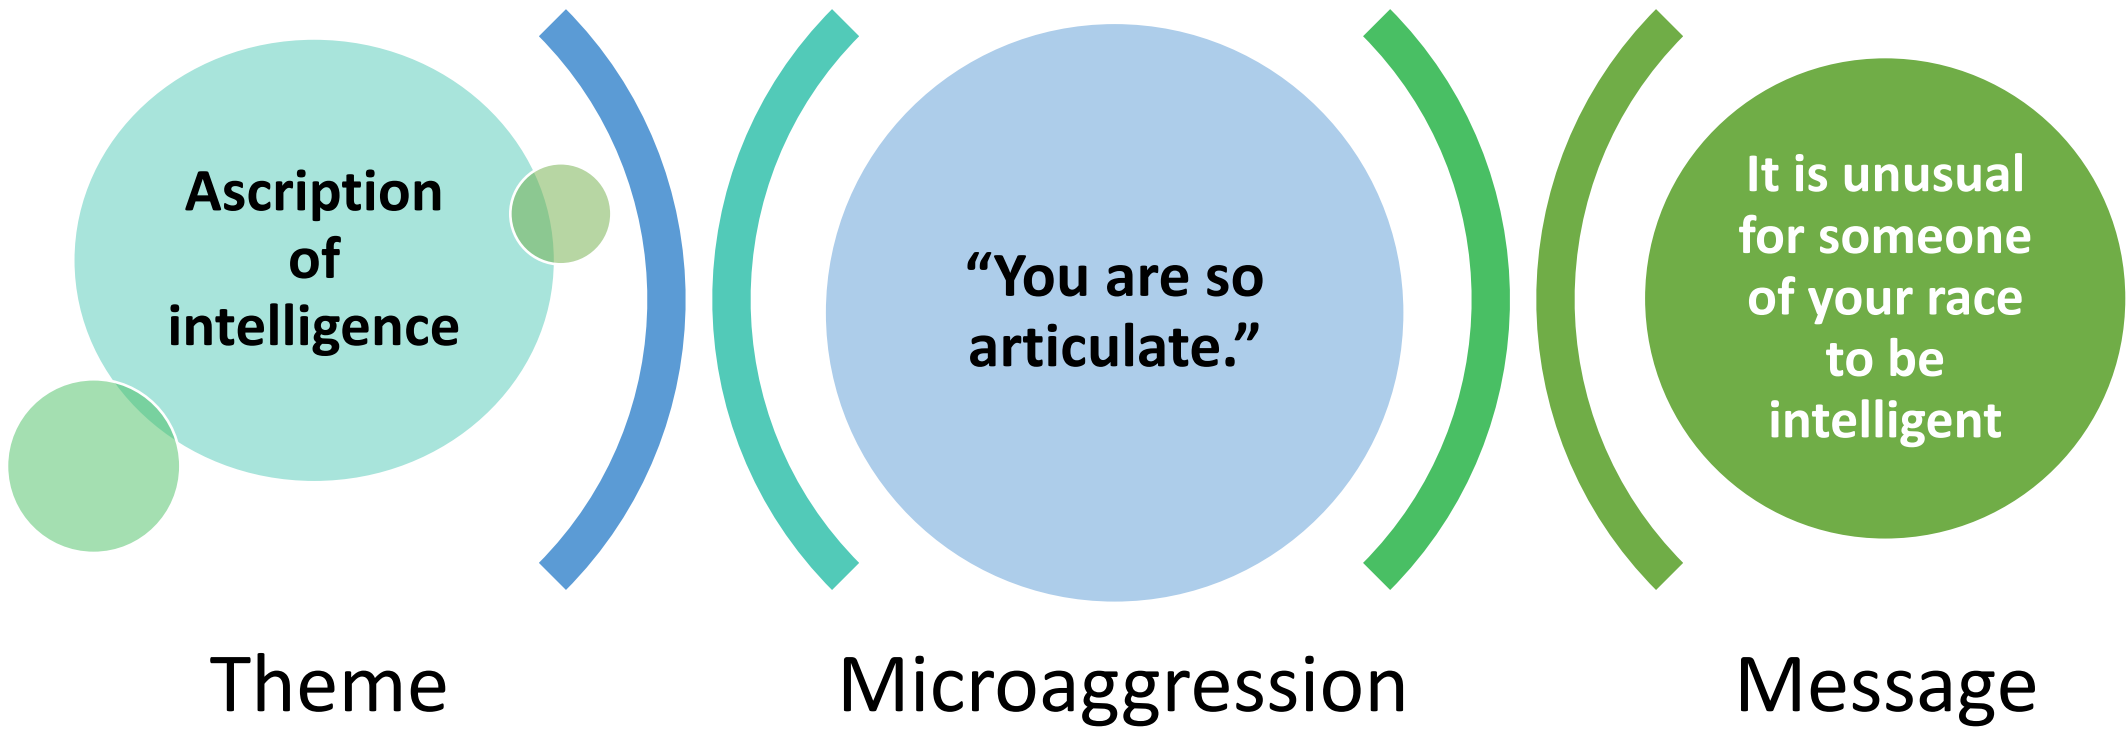 Ascription
of
intelligence
“You are so
articulate.”
It is unusual
for someone
of your race
to be
intelligent
Theme
Microaggression
Message